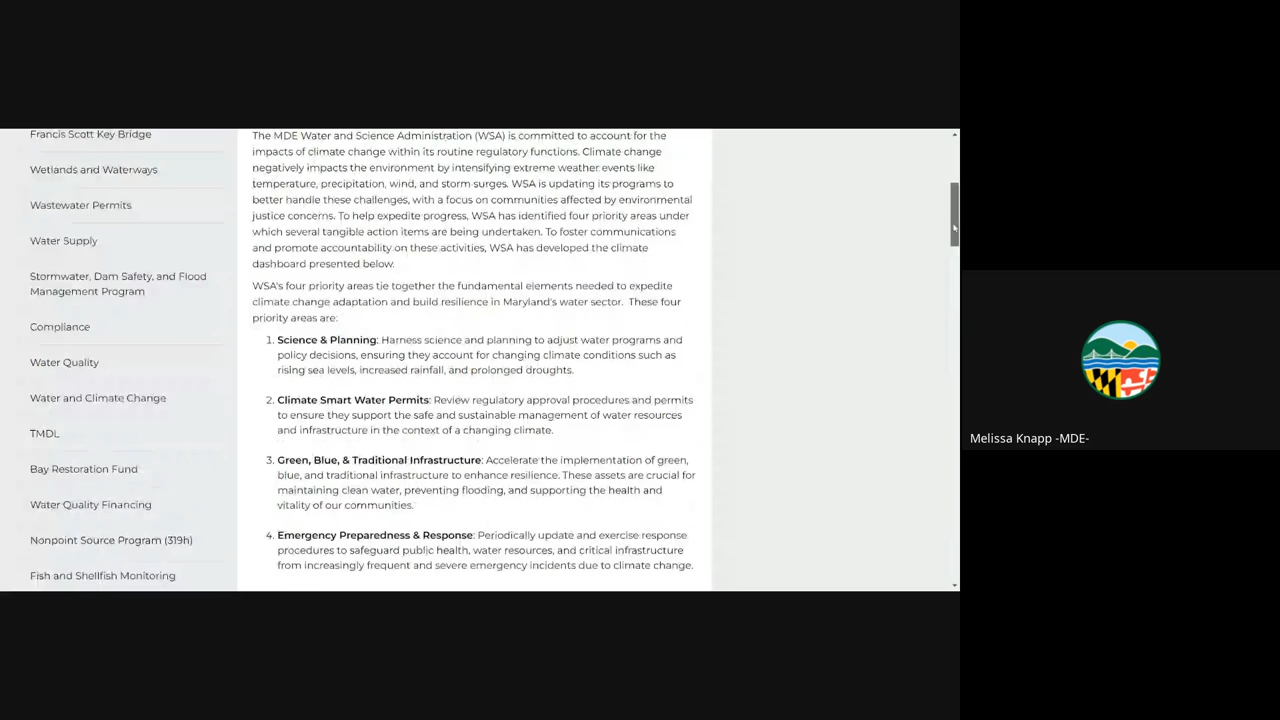 Francis Scott Key Bridge
Wetlands and Waterways
Wastewater Permits
Water Supply
Stormwater, Dam Safety, and Flood
Management Program
Compliance
Water Quality
Water and Climate Change
TMDL
Bay Restoration Fund
Water Quality Financing
Nonpoint Source Program (319h)
Fish and Shellfish Monitoring
The MDE Water and Science Administration (WSA) is committed to account for the
impacts of climate change within its routine regulatory functions. Climate change
negatively impacts the environment by intensifying extreme weather events like
temperature, precipitation, wind, and storm surges. WSA is updating its programs to
better handle these challenges, with a focus on communities affected by environmental
justice concerns. To help expedite progress, WSA has identified four priority areas under
which several tangible action items are being undertaken. To foster communications
and promote accountability on these activities, WSA has developed the climate
dashboard presented below.
WSA's four priority areas tie together the fundamental elements needed to expedite
climate change adaptation and build resilience in Maryland's water sector. These four
priority areas are:
1. Science & Planning: Harness science and planning to adjust water programs and
policy decisions, ensuring they account for changing climate conditions such as
rising sea levels, increased rainfall, and prolonged droughts.
2. Climate Smart Water Permits: Review regulatory approval procedures and permits
to ensure they support the safe and sustainable management of water resources
and infrastructure in the context of a changing climate.
3. Green, Blue, & Traditional Infrastructure: Accelerate the implementation of green,
blue, and traditional infrastructure to enhance resilience. These assets are crucial for
maintaining clean water, preventing flooding, and supporting the health and
vitality of our communities.
4. Emergency Preparedness & Response: Periodically update and exercise response
procedures to safeguard public health, water resources, and critical infrastructure
from increasingly frequent and severe emergency incidents due to climate change.
Melissa Knapp -MDE-